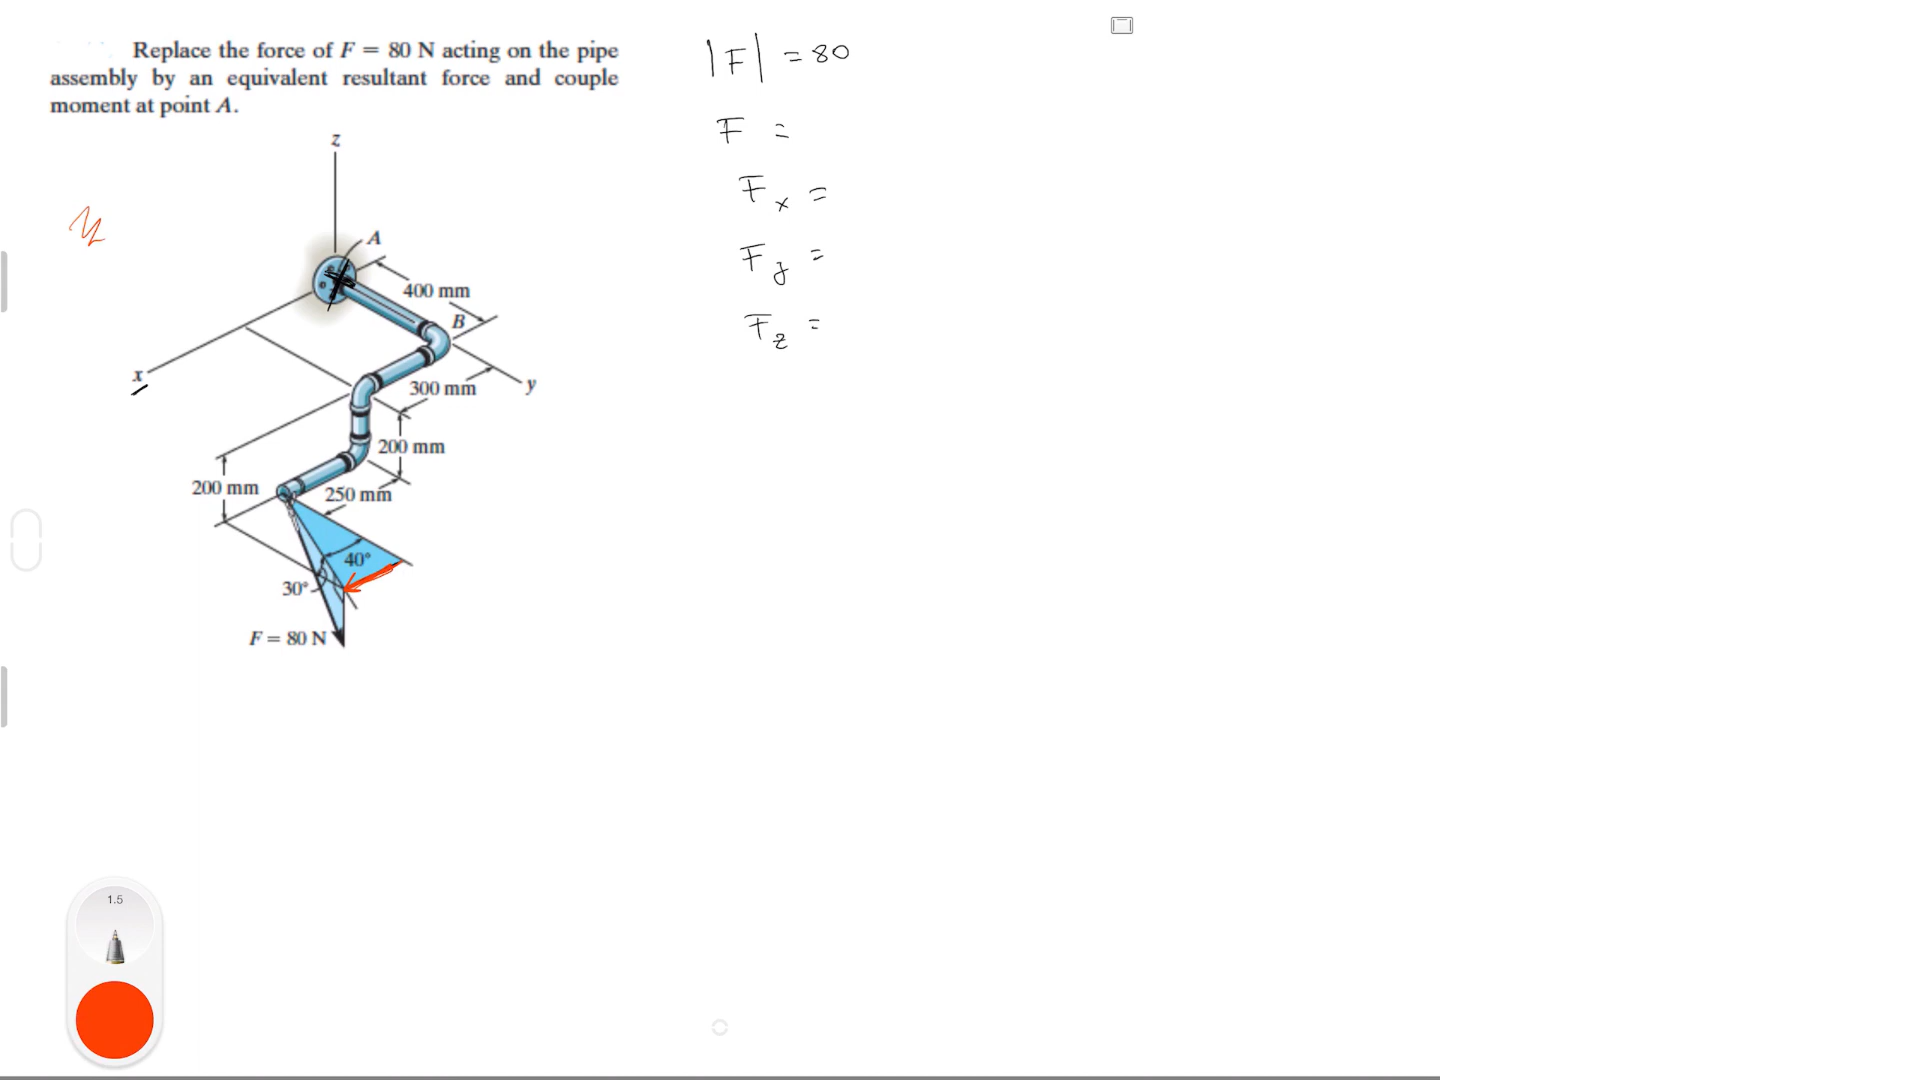 Replace the force of F = 80 N acting on the pipe
assembly by an equivalent resultant force and couple
moment at point A.
z
A
400 mm
B
x
300 mm
y
200 mm
200 mm
250 mm
40°
30°
F = 80 N
|F| = 80
F =
Fx =
Fy =
Fz =
1.5